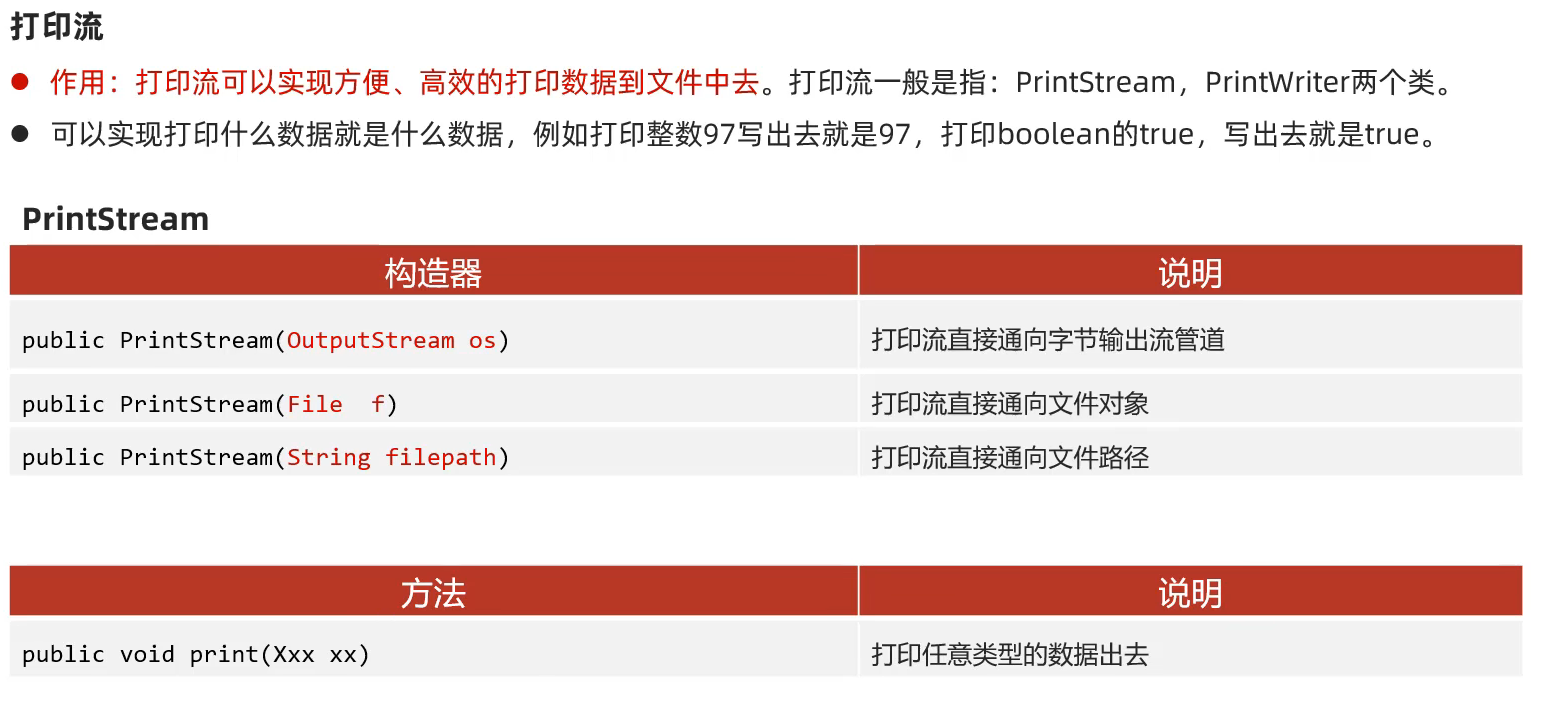 打印流
作用：打印流可以实现方便、高效的打印数据到文件中去。打印流一般是指：PrintStream，PrintWriter两个类。
可以实现打印什么数据就是什么数据，例如打印整数97写出去就是97，打印boolean的true，写出去就是true。
PrintStream
构造器 说明
public PrintStream(OutputStream os) 打印流直接通向字节输出流管道
public PrintStream(File  f) 打印流直接通向文件对象
public PrintStream(String filepath) 打印流直接通向文件路径
方法 说明
public void print(Xxx xx) 打印任意类型的数据出去